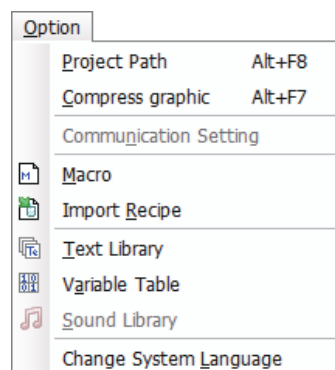 Option
Project Path Alt+F8
Compress graphic Alt+F7
Communication Setting
Macro
Import Recipe
Text Library
Variable Table
Sound Library
Change System Language